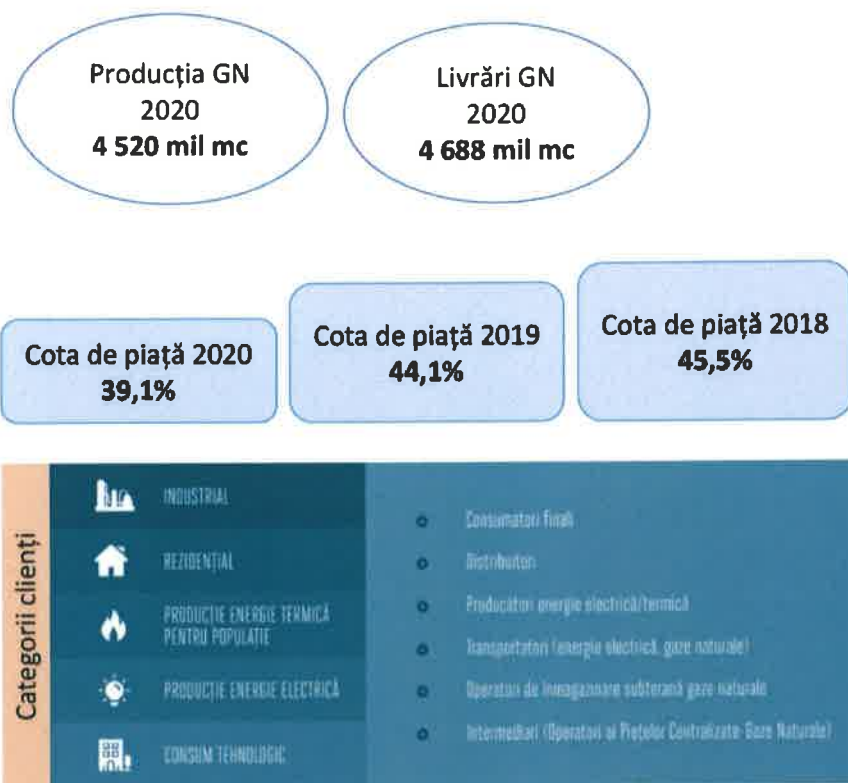 Producția GN
2020
4 520 mil mc
Livrări GN
2020
4 688 mil mc
Cota de piață 2020
39,1%
Cota de piață 2019
44,1%
Cota de piață 2018
45,5%
Categorii clienți
INDUSTRIAL
REZIDENȚIAL
PRODUCȚIE ENERGIE TERMICĂ
PENTRU POPULAȚIE
PRODUCȚIE ENERGIE ELECTRICĂ
CONSUM TEHNOLOGIC
Consumatori finali
Distribuitori
Producători energie electrică/termică
Transportatori (energie electrică, gaze naturale)
Operatori de înmagazinare subterană gaze naturale
Intermediari (Operatori ai Piețelor Centralizate-Gaze Naturale)